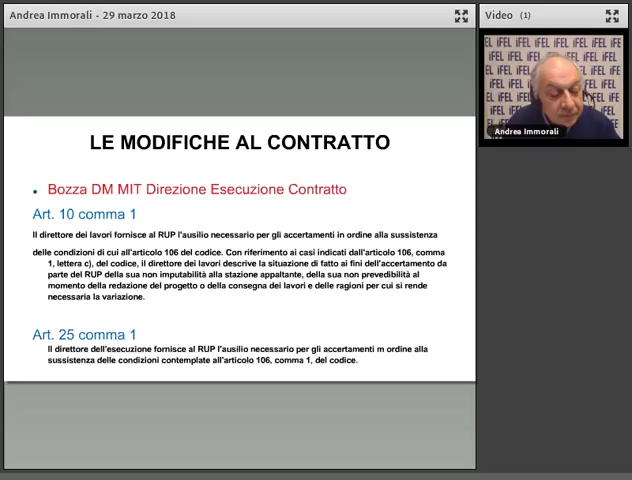 Andrea Immorali - 29 marzo 2018
Video (1)
EL IFEL IFEL IFEL IFE
Andrea Immorali
LE MODIFICHE AL CONTRATTO
Bozza DM MIT Direzione Esecuzione Contratto
Art. 10 comma 1
Il direttore dei lavori fornisce al RUP l'ausilio necessario per gli accertamenti in ordine alla sussistenza
delle condizioni di cui all'articolo 106 del codice. Con riferimento ai casi indicati dall'articolo 106, comma
1, lettera c), del codice, il direttore dei lavori descrive la situazione di fatto ai fini dell'accertamento da
parte del RUP della sua non imputabilità alla stazione appaltante, della sua non prevedibilità al
momento della redazione del progetto o della consegna dei lavori e delle ragioni per cui si rende
necessaria la variazione.
Art. 25 comma 1
Il direttore dell'esecuzione fornisce al RUP l'ausilio necessario per gli accertamenti m ordine alla
sussistenza delle condizioni contemplate all'articolo 106, comma 1, del codice.